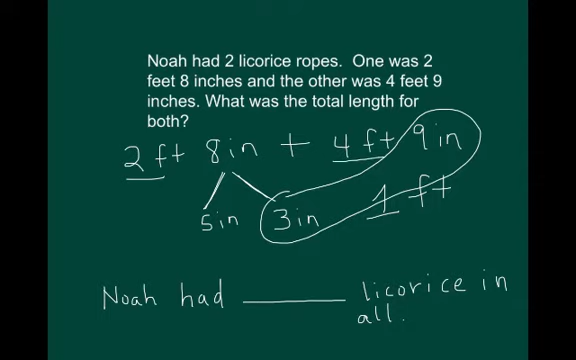 Noah had 2 licorice ropes.  One was 2
feet 8 inches and the other was 4 feet 9
inches. What was the total length for
both?
2 ft 8 in + 4 ft 9 in
5 in 3 in 1 ft
Noah had ________ licorice in
all.